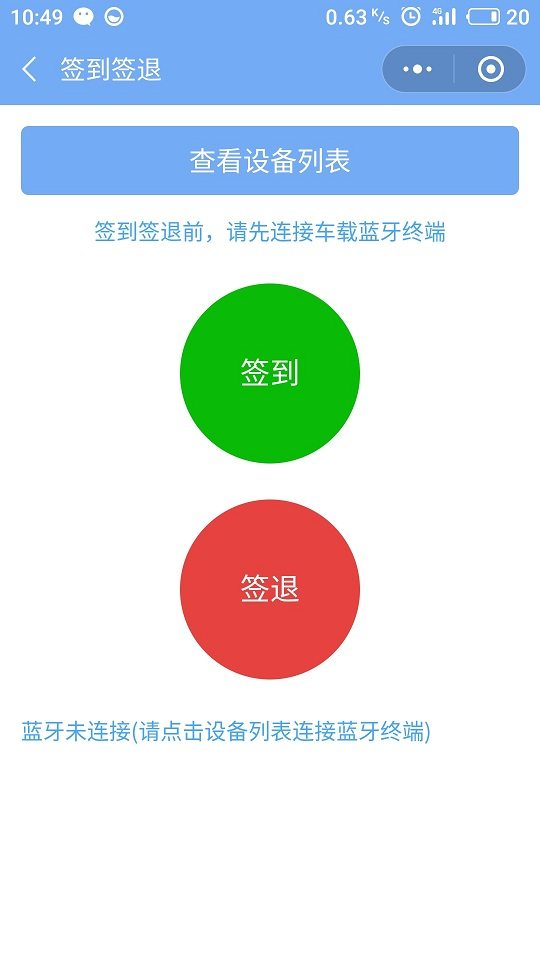 10:49 0.63 K/s 4G 20
签到签退
查看设备列表
签到签退前，请先连接车载蓝牙终端
签到
签退
蓝牙未连接(请点击设备列表连接蓝牙终端)